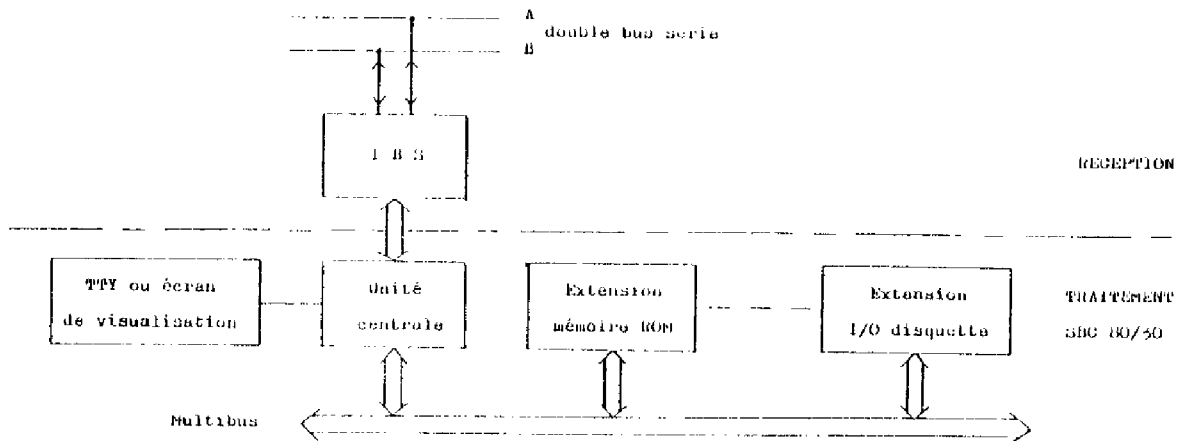 A
double bus serie
B
I B S
RECEPTION
TTY ou écran
de visualisation
Unité
centrale
Extension
mémoire ROM
Extension
I/O disquette
TRAITEMENT
SBC 80/30
Multibus